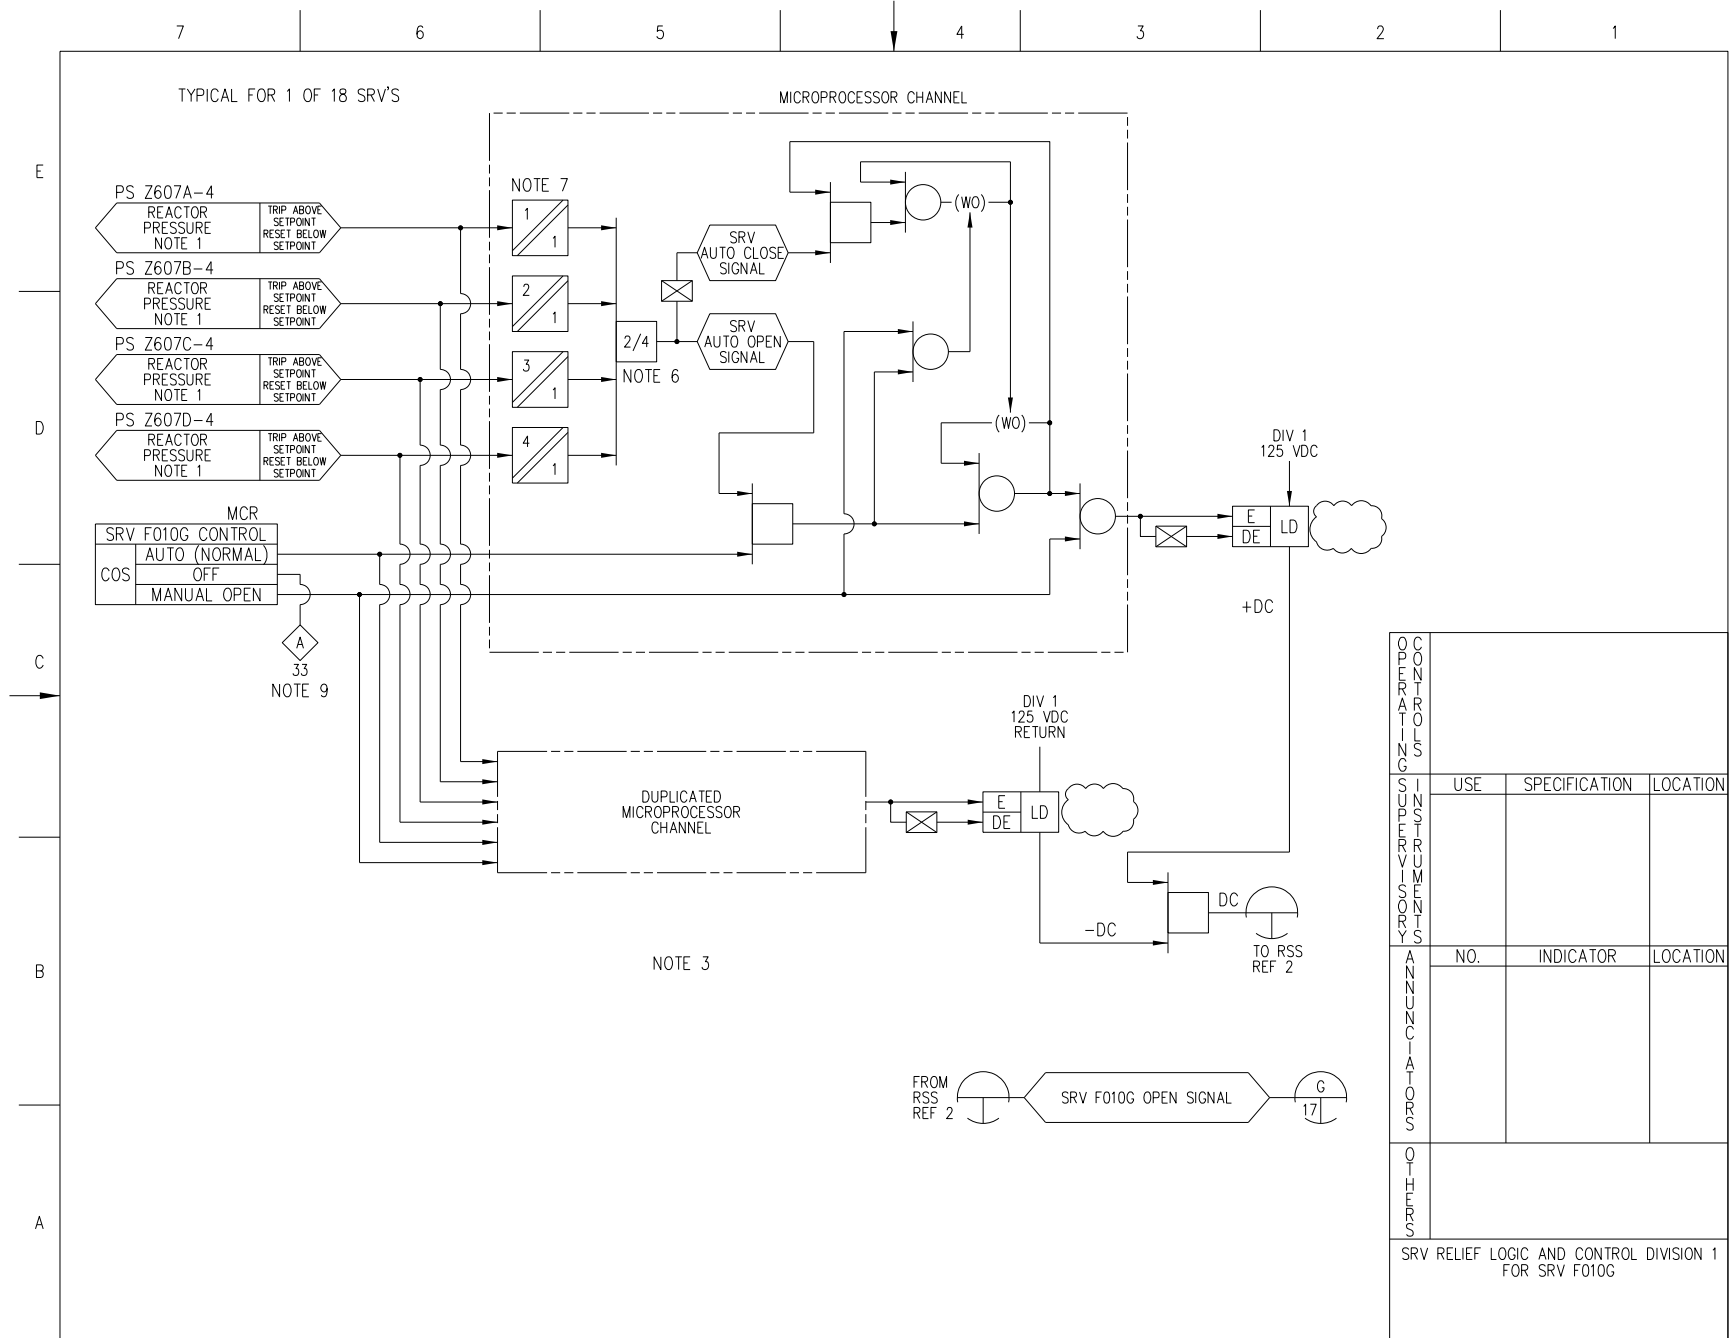 7 6 5 4 3 2 1
TYPICAL FOR 1 OF 18 SRV'S
MICROPROCESSOR CHANNEL
E
D
C
B
A
PS Z607A-4
REACTOR
PRESSURE
NOTE 1
TRIP ABOVE
SETPOINT
RESET BELOW
SETPOINT
PS Z607B-4
REACTOR
PRESSURE
NOTE 1
TRIP ABOVE
SETPOINT
RESET BELOW
SETPOINT
PS Z607C-4
REACTOR
PRESSURE
NOTE 1
TRIP ABOVE
SETPOINT
RESET BELOW
SETPOINT
PS Z607D-4
REACTOR
PRESSURE
NOTE 1
TRIP ABOVE
SETPOINT
RESET BELOW
SETPOINT
NOTE 7
1
1
2
1
3
1
4
1
2/4
NOTE 6
SRV
AUTO CLOSE
SIGNAL
SRV
AUTO OPEN
SIGNAL
(WO)
(WO)
MCR
SRV F010G CONTROL
COS
AUTO (NORMAL)
OFF
MANUAL OPEN
A
33
NOTE 9
DIV 1
125 VDC
E
DE
LD
+DC
DIV 1
125 VDC
RETURN
DUPLICATED
MICROPROCESSOR
CHANNEL
E
DE
LD
-DC
DC
TO RSS
REF 2
NOTE 3
FROM
RSS
REF 2
SRV F010G OPEN SIGNAL
G
17
OPERATING
CONTROLS
SUPERVISORY
INSTRUMENTS
USE SPECIFICATION LOCATION
ANNUNCIATORS
NO. INDICATOR LOCATION
OTHERS
SRV RELIEF LOGIC AND CONTROL DIVISION 1
FOR SRV F010G